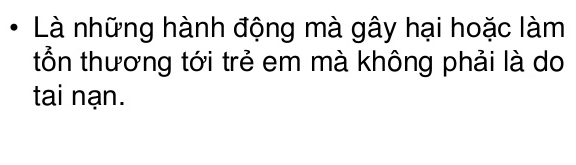 • Là những hành động mà gây hại hoặc làm
tổn thương tới trẻ em mà không phải là do
tai nạn.